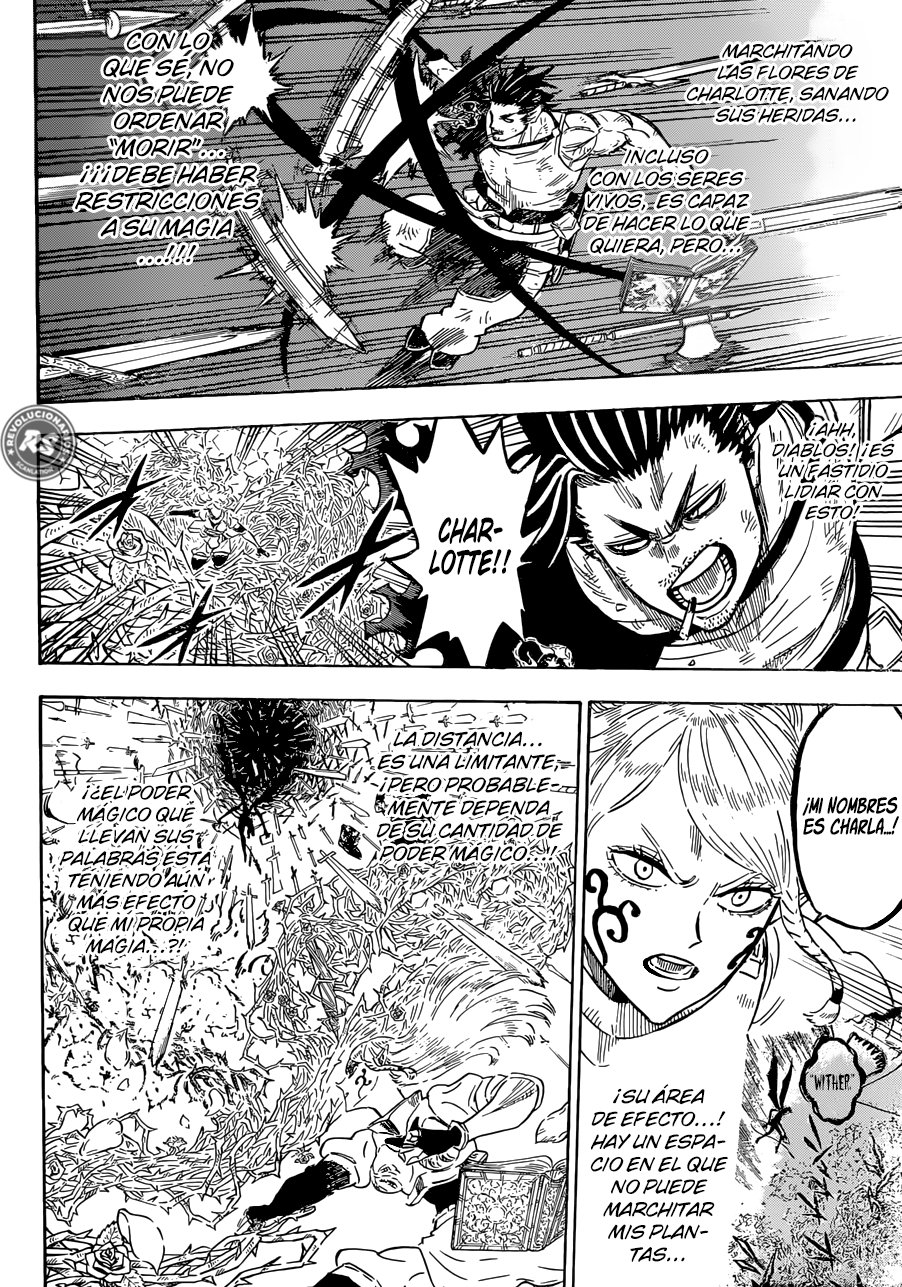 MARCHITANDO
LAS FLORES DE
CHARLOTTE, SANANDO
SUS HERIDAS...
INCLUSO
CON LOS SERES
VIVOS, ES CAPAZ
DE HACER LO QUE
QUIERA, PERO...
CON LO
QUE SÉ, NO
NOS PUEDE
ORDENAR
"MORIR"...
¡¡¡DEBE HABER
RESTRICCIONES
A SU MAGIA
...!!!
¡AHH,
DIABLOS! ¡ES
UN FASTIDIO
LIDIAR CON
ESTO!
CHAR-
LOTTE!!
REVOLUCIONARY
RS
¡MI NOMBRES
ES CHARLA...!
"WITHER"
¡SU ÁREA
DE EFECTO...!
HAY UN ESPA-
CIO EN EL QUE
NO PUEDE
MARCHITAR
MIS PLAN-
TAS...
LA DISTANCIA...
ES UNA LIMITANTE,
¡PERO PROBABLE-
MENTE DEPENDA
DE SU CANTIDAD DE
PODER MÁGICO...!
¡¿EL PODER
MÁGICO QUE
LLEVAN SUS
PALABRAS ESTÁ
TENIENDO AÚN
MÁS EFECTO
QUE MI PROPIA
MAGIA...?!